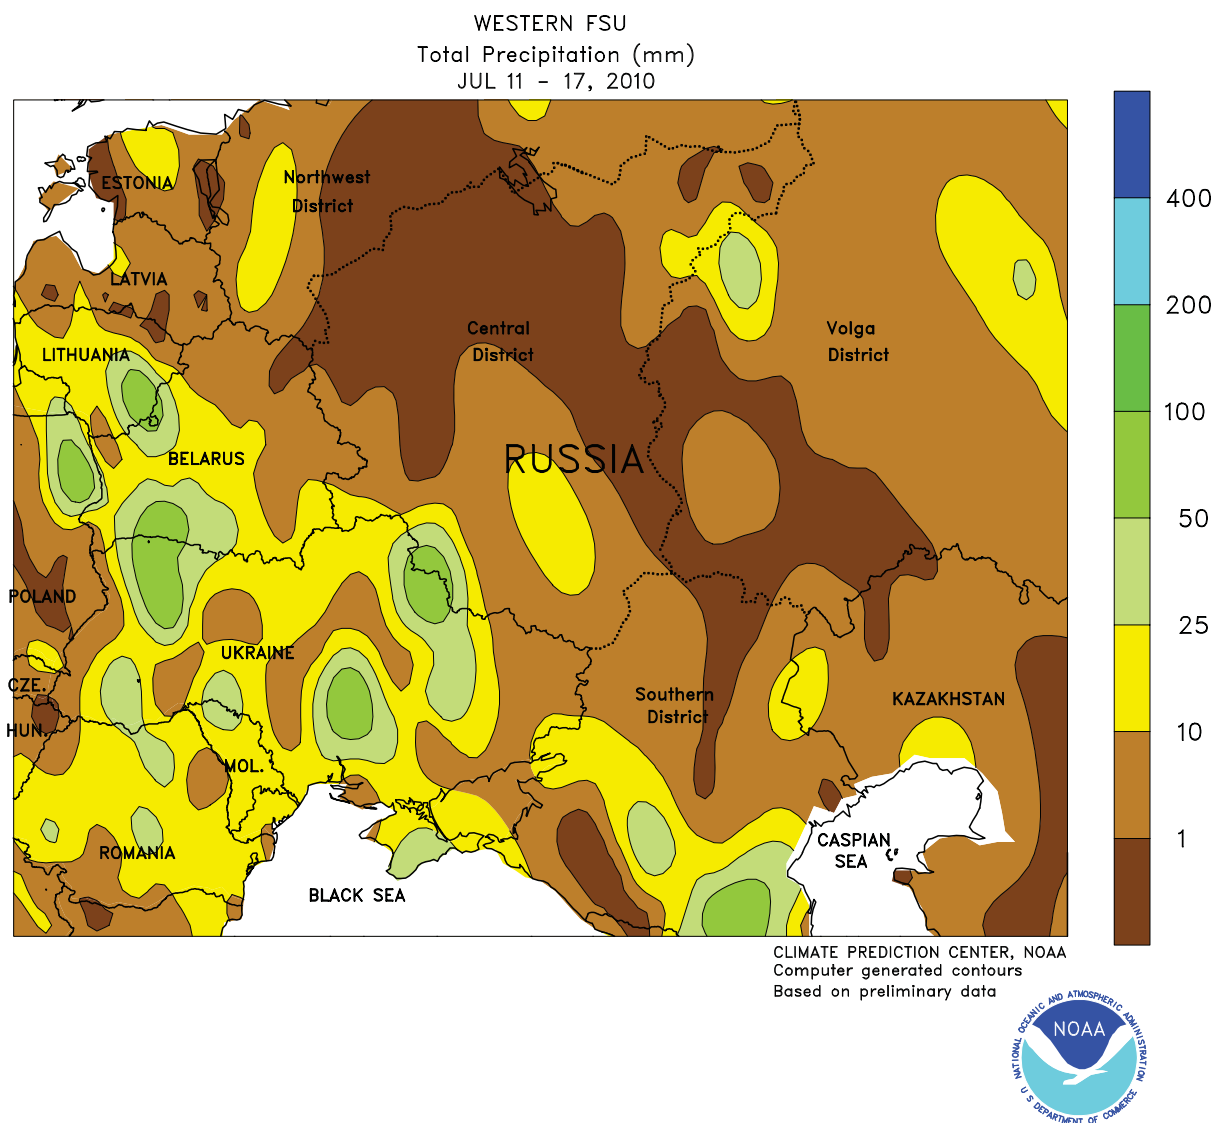 WESTERN FSU
Total Precipitation (mm)
JUL 11 - 17, 2010
ESTONIA
Northwest
District
LATVIA
LITHUANIA
Central
District
Volga
District
BELARUS
RUSSIA
POLAND
UKRAINE
CZE.
Southern
District
KAZAKHSTAN
HUN.
MOL.
ROMANIA
CASPIAN
SEA
BLACK SEA
400
200
100
50
25
10
1
CLIMATE PREDICTION CENTER, NOAA
Computer generated contours
Based on preliminary data
NATIONAL OCEANIC AND ATMOSPHERIC ADMINISTRATION
NOAA
U S DEPARTMENT OF COMMERCE